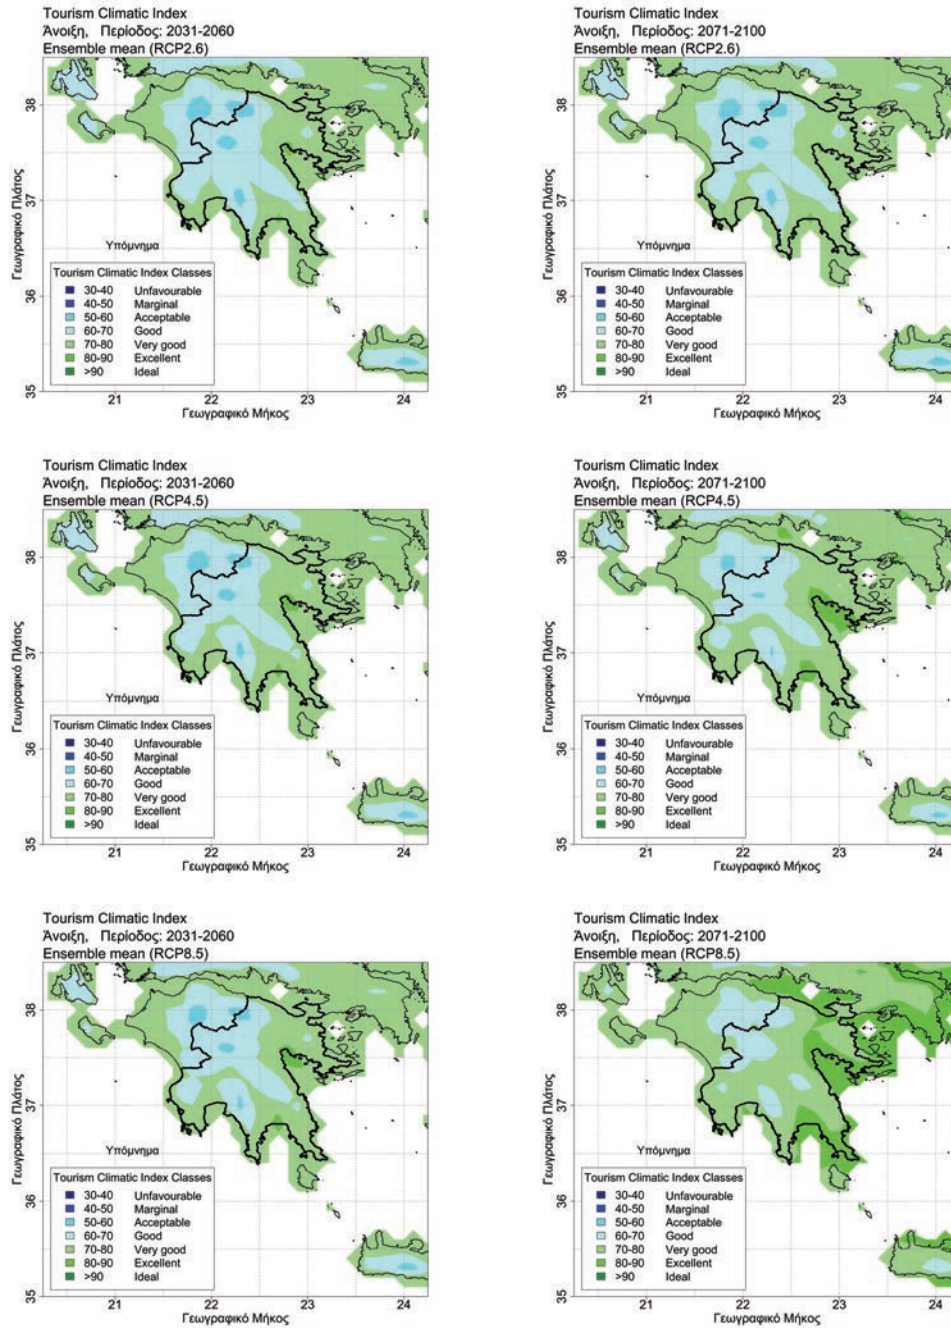 Tourism Climatic Index
Άνοιξη, Περίοδος: 2031-2060
Ensemble mean (RCP2.6)
Γεωγραφικό Πλάτος
38
37
36
35
Υπόμνημα
Tourism Climatic Index Classes
30-40 Unfavourable
40-50 Marginal
50-60 Acceptable
60-70 Good
70-80 Very good
80-90 Excellent
>90 Ideal
21 22 23 24
Γεωγραφικό Μήκος
Tourism Climatic Index
Άνοιξη, Περίοδος: 2071-2100
Ensemble mean (RCP2.6)
Γεωγραφικό Πλάτος
38
37
36
35
Υπόμνημα
Tourism Climatic Index Classes
30-40 Unfavourable
40-50 Marginal
50-60 Acceptable
60-70 Good
70-80 Very good
80-90 Excellent
>90 Ideal
21 22 23 24
Γεωγραφικό Μήκος
Tourism Climatic Index
Άνοιξη, Περίοδος: 2031-2060
Ensemble mean (RCP4.5)
Γεωγραφικό Πλάτος
38
37
36
35
Υπόμνημα
Tourism Climatic Index Classes
30-40 Unfavourable
40-50 Marginal
50-60 Acceptable
60-70 Good
70-80 Very good
80-90 Excellent
>90 Ideal
21 22 23 24
Γεωγραφικό Μήκος
Tourism Climatic Index
Άνοιξη, Περίοδος: 2071-2100
Ensemble mean (RCP4.5)
Γεωγραφικό Πλάτος
38
37
36
35
Υπόμνημα
Tourism Climatic Index Classes
30-40 Unfavourable
40-50 Marginal
50-60 Acceptable
60-70 Good
70-80 Very good
80-90 Excellent
>90 Ideal
21 22 23 24
Γεωγραφικό Μήκος
Tourism Climatic Index
Άνοιξη, Περίοδος: 2031-2060
Ensemble mean (RCP8.5)
Γεωγραφικό Πλάτος
38
37
36
35
Υπόμνημα
Tourism Climatic Index Classes
30-40 Unfavourable
40-50 Marginal
50-60 Acceptable
60-70 Good
70-80 Very good
80-90 Excellent
>90 Ideal
21 22 23 24
Γεωγραφικό Μήκος
Tourism Climatic Index
Άνοιξη, Περίοδος: 2071-2100
Ensemble mean (RCP8.5)
Γεωγραφικό Πλάτος
38
37
36
35
Υπόμνημα
Tourism Climatic Index Classes
30-40 Unfavourable
40-50 Marginal
50-60 Acceptable
60-70 Good
70-80 Very good
80-90 Excellent
>90 Ideal
21 22 23 24
Γεωγραφικό Μήκος